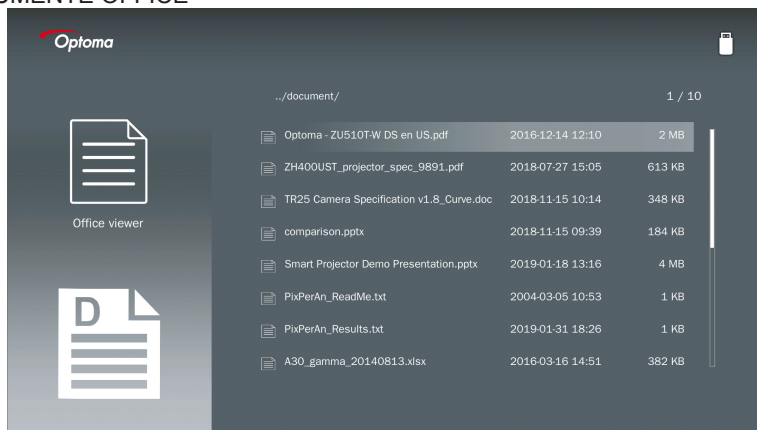 Optoma
../document/ 1 / 10
Optoma - ZU510T-W DS en US.pdf 2016-12-14 12:10 2 MB
ZH400UST_projector_spec_9891.pdf 2018-07-27 15:05 613 KB
TR25 Camera Specification v1.8_Curve.doc 2018-11-15 10:14 348 KB
Office viewer
comparison.pptx 2018-11-15 09:39 184 KB
Smart Projector Demo Presentation.pptx 2019-01-18 13:16 4 MB
PixPerAn_ReadMe.txt 2004-03-05 10:53 1 KB
D
PixPerAn_Results.txt 2019-01-31 18:26 1 KB
A30_gamma_20140813.xlsx 2016-03-16 14:51 382 KB